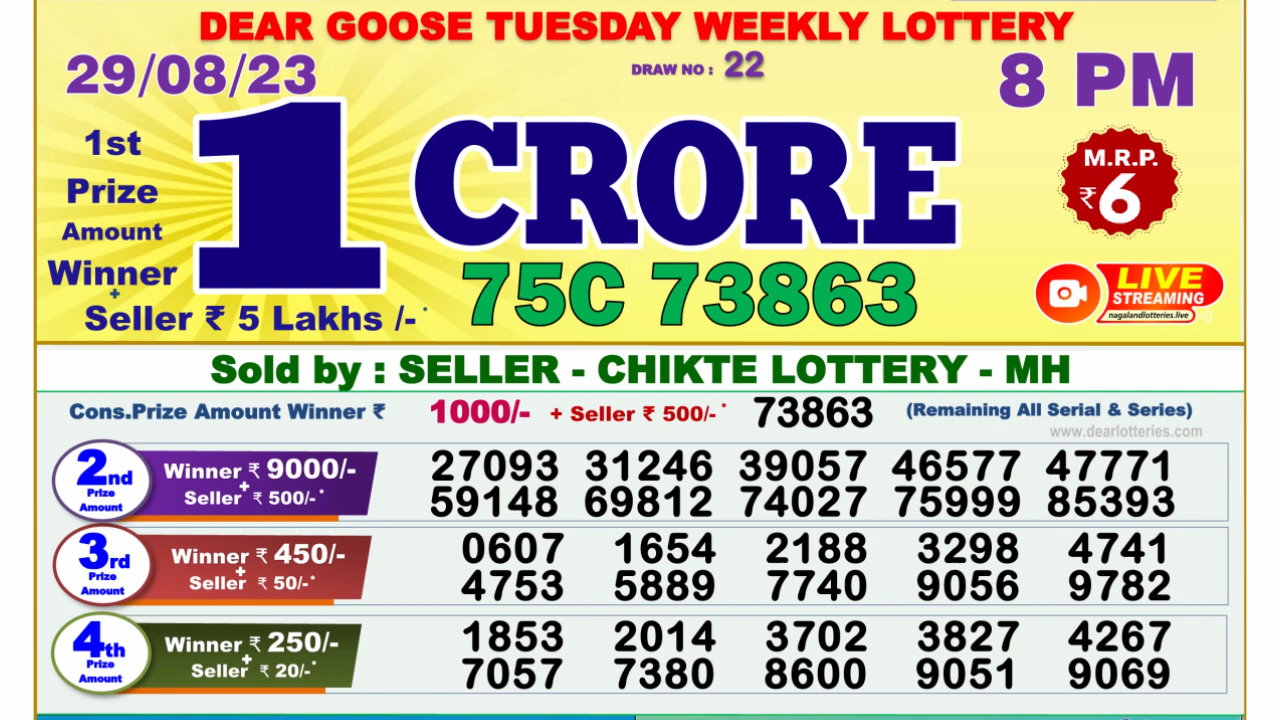 DEAR GOOSE TUESDAY WEEKLY LOTTERY
29/08/23
DRAW NO : 22
8 PM
1st
Prize
Amount
Winner
+
Seller ₹ 5 Lakhs /-*
1 CRORE
75C 73863
M.R.P.
₹6
LIVE
STREAMING
nagalandlotteries.live
Sold by : SELLER - CHIKTE LOTTERY - MH
Cons.Prize Amount Winner ₹ 1000/- + Seller ₹ 500/-* 73863 (Remaining All Serial & Series)
www.dearlotteries.com
2nd
Prize
Amount
Winner ₹ 9000/-
+
Seller ₹ 500/-*
27093 31246 39057 46577 47771
59148 69812 74027 75999 85393
3rd
Prize
Amount
Winner ₹ 450/-
+
Seller ₹ 50/-*
0607 1654 2188 3298 4741
4753 5889 7740 9056 9782
4th
Prize
Amount
Winner ₹ 250/-
+
Seller ₹ 20/-*
1853 2014 3702 3827 4267
7057 7380 8600 9051 9069